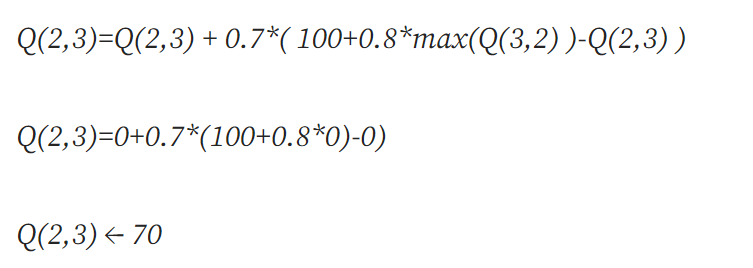 Q(2,3)=Q(2,3) + 0.7*( 100+0.8*max(Q(3,2) )-Q(2,3) )
Q(2,3)=0+0.7*(100+0.8*0)-0)
Q(2,3) ← 70